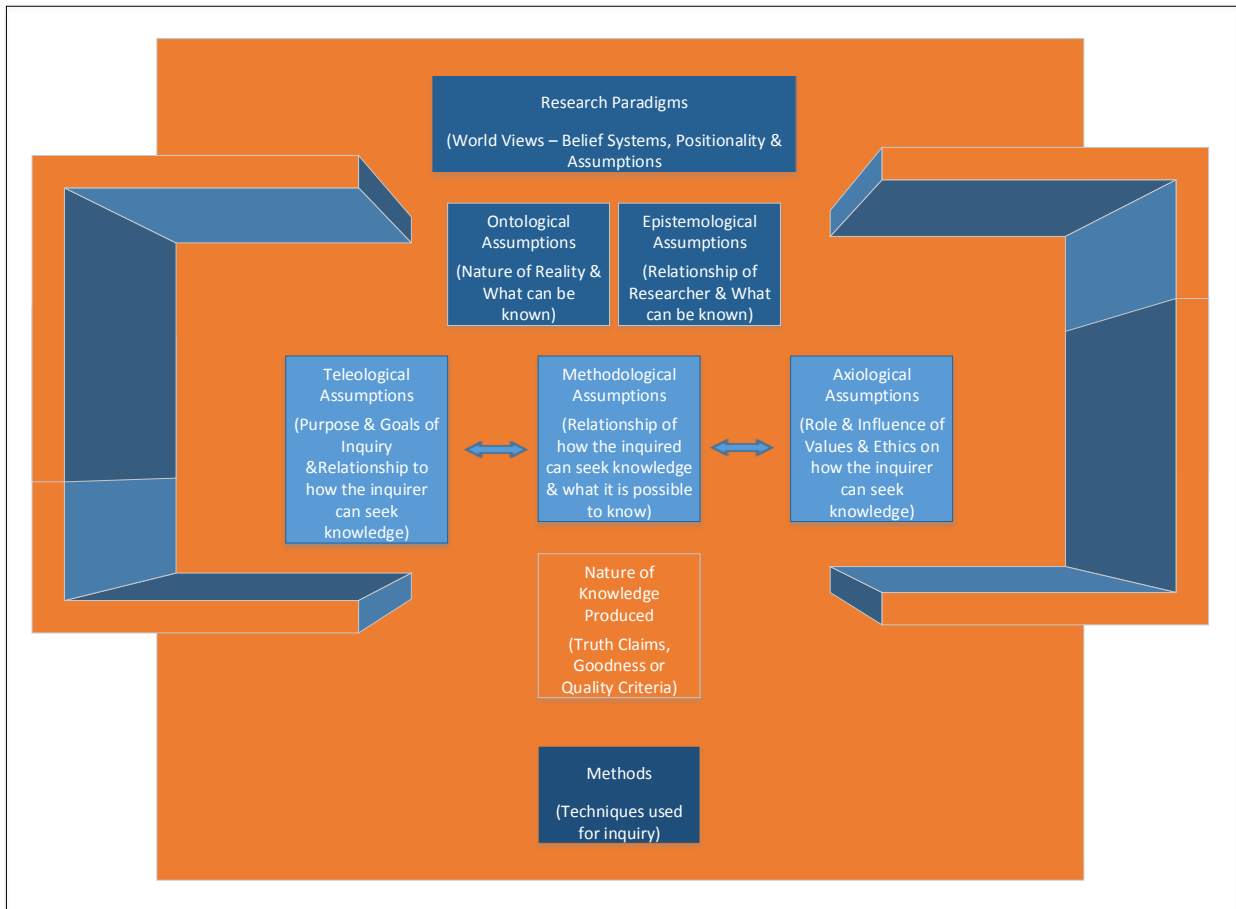 Research Paradigms
(World Views – Belief Systems, Positionality &
Assumptions
Ontological
Assumptions
(Nature of Reality &
What can be
known)
Epistemological
Assumptions
(Relationship of
Researcher & What
can be known)
Teleological
Assumptions
(Purpose & Goals of
Inquiry
&Relationship to
how the inquirer
can seek
knowledge)
Methodological
Assumptions
(Relationship of
how the inquired
can seek knowledge
& what it is possible
to know)
Axiological
Assumptions
(Role & Influence of
Values & Ethics on
how the inquirer
can seek
knowledge)
Nature of
Knowledge
Produced
(Truth Claims,
Goodness or
Quality Criteria)
Methods
(Techniques used
for inquiry)